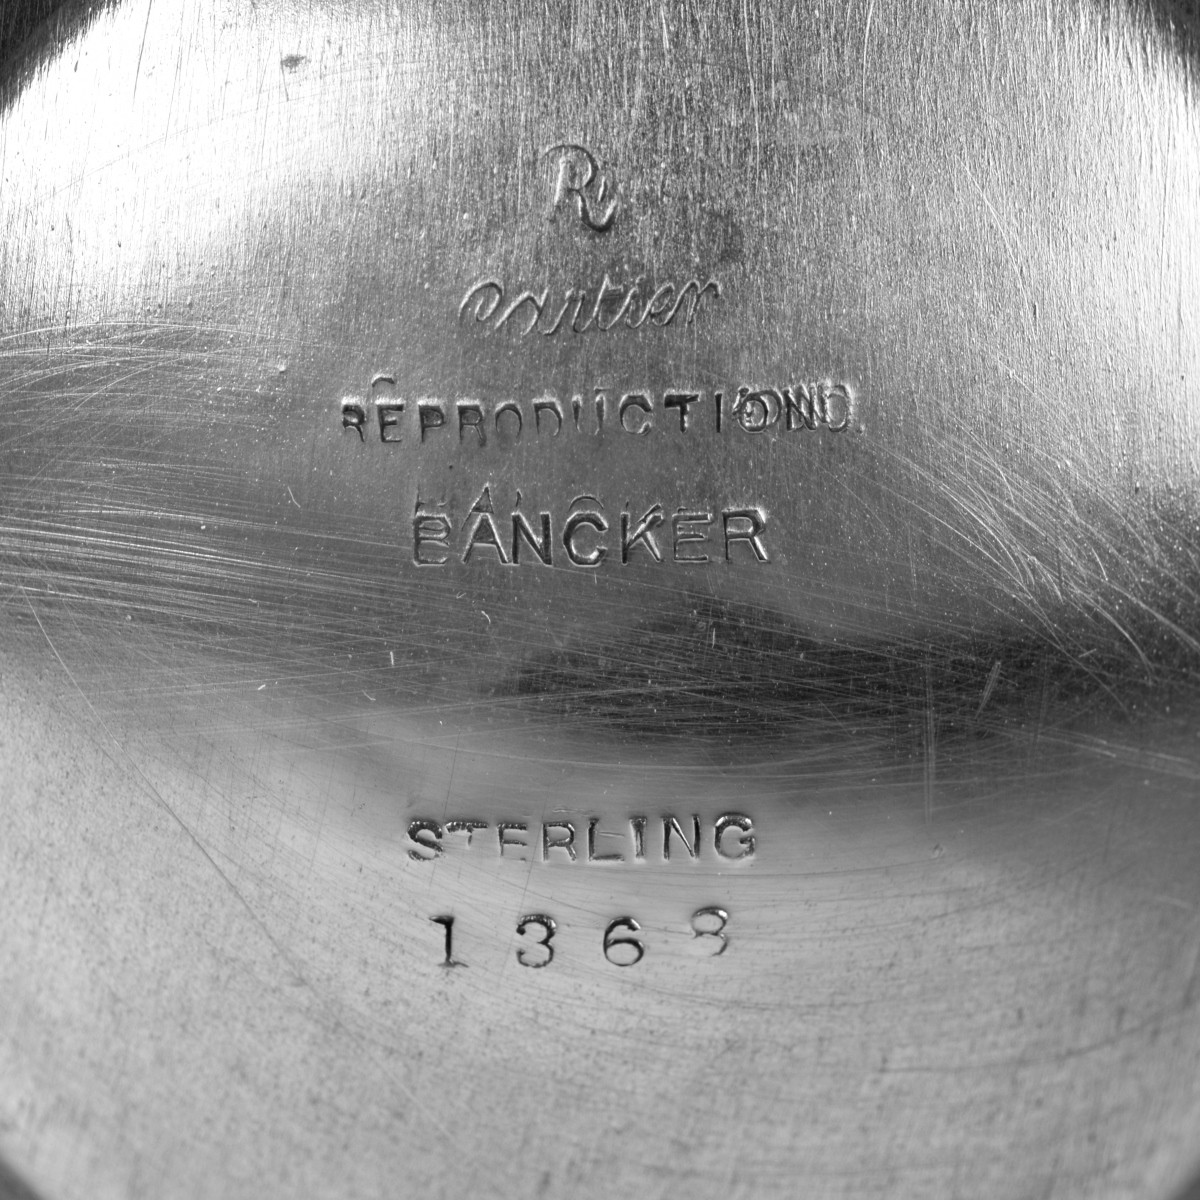 R
Cartier
REPRODUCTION
BANCKER
STERLING
1368